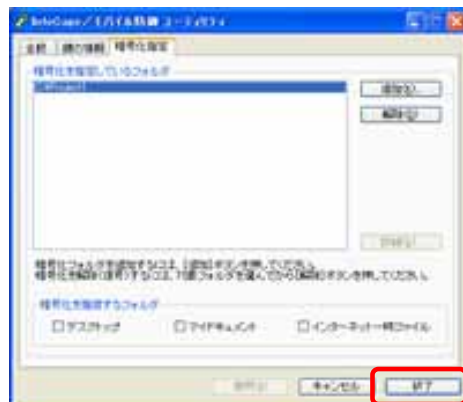 InfoCage/モバイル防御 ユーティリティ
全般 鍵の情報 暗号化指定
暗号化を指定しているフォルダ
追加(A)...
解除(D)
暗号化フォルダを追加するには、[追加]ボタンを押してください。
暗号化を解除(復号)するには、対象フォルダを選んでから[解除]ボタンを押してください。
暗号化を推奨するフォルダ
デスクトップ マイドキュメント インターネット一時ファイル
キャンセル 終了